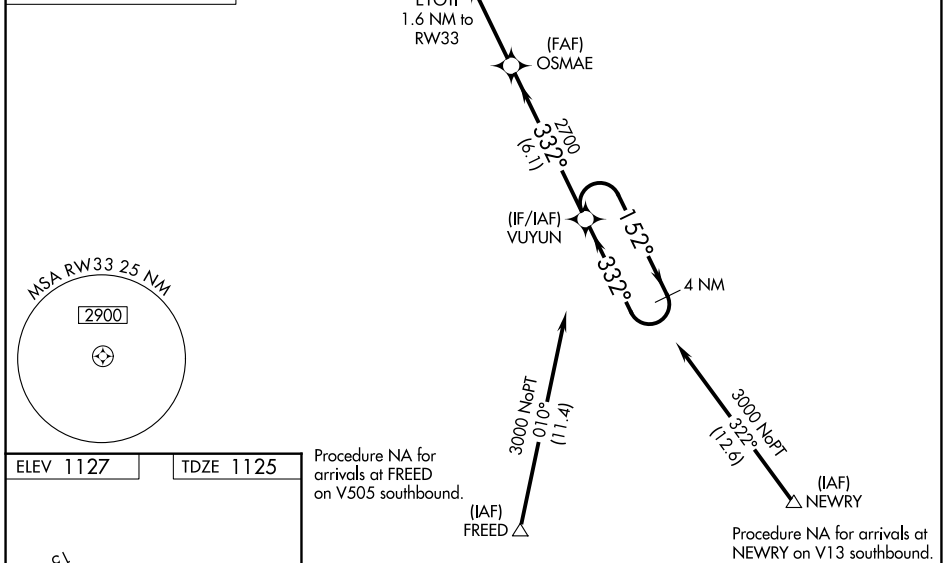 1.6 NM to
RW33
(FAF)
OSMAE
2700
332°
(6.1)
(IF/IAF)
VUYUN
152°
332°
4 NM
MSA RW33 25 NM
2900
3000 NoPT
010°
(11.4)
3000 NoPT
322°
(12.6)
ELEV 1127
TDZE 1125
Procedure NA for
arrivals at FREED
on V505 southbound.
(IAF)
FREED
(IAF)
NEWRY
Procedure NA for arrivals at
NEWRY on V13 southbound.